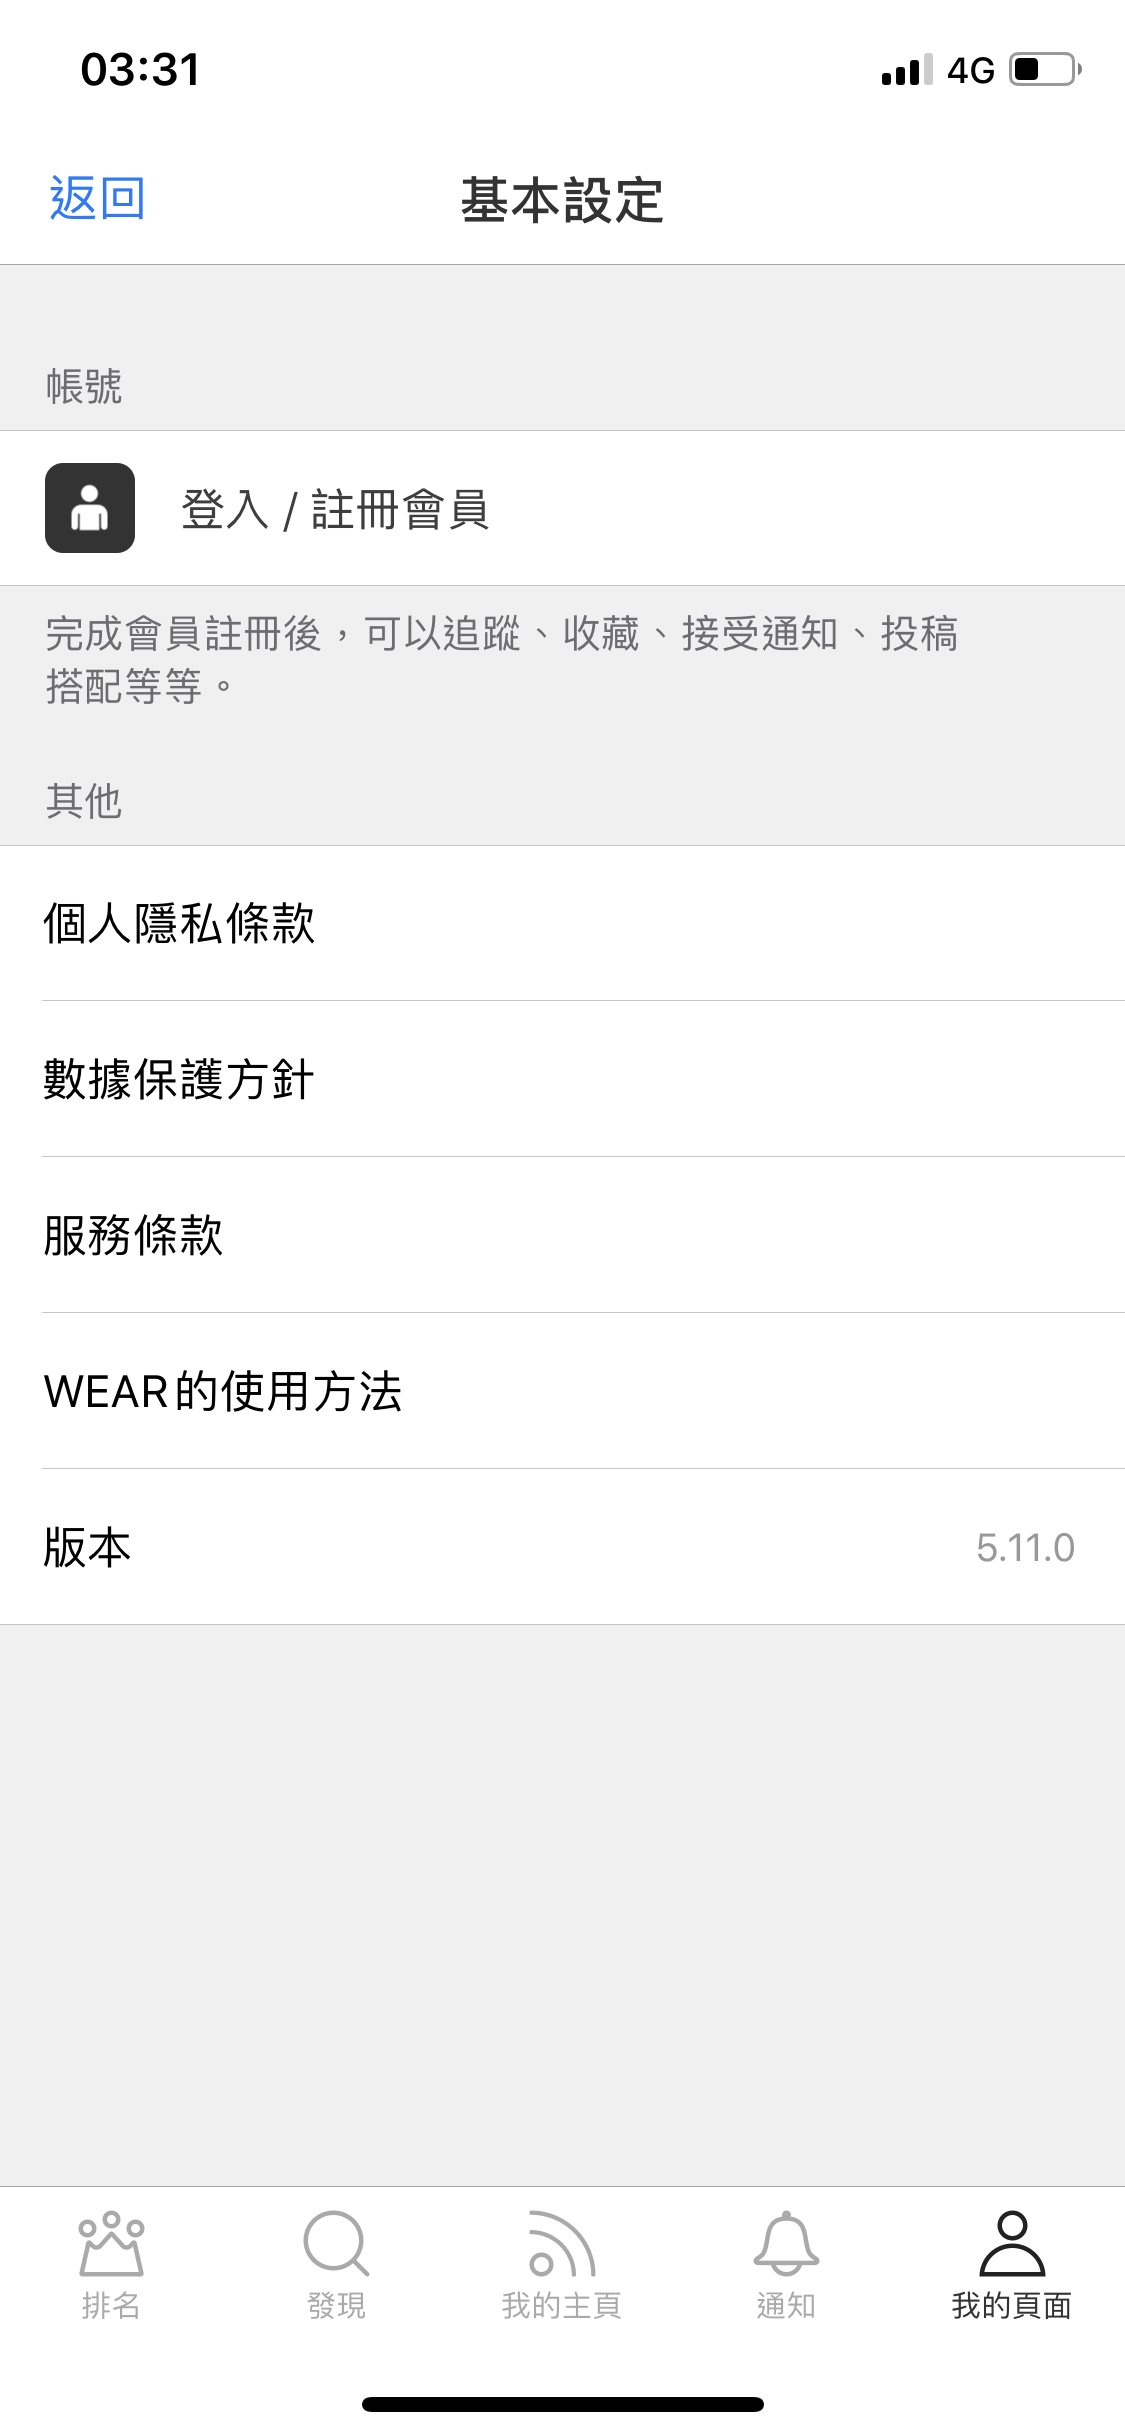 03:31
4G
返回
基本設定
帳號
登入 / 註冊會員
完成會員註冊後，可以追蹤、收藏、接受通知、投稿
搭配等等。
其他
個人隱私條款
數據保護方針
服務條款
WEAR的使用方法
版本
5.11.0
排名
發現
我的主頁
通知
我的頁面